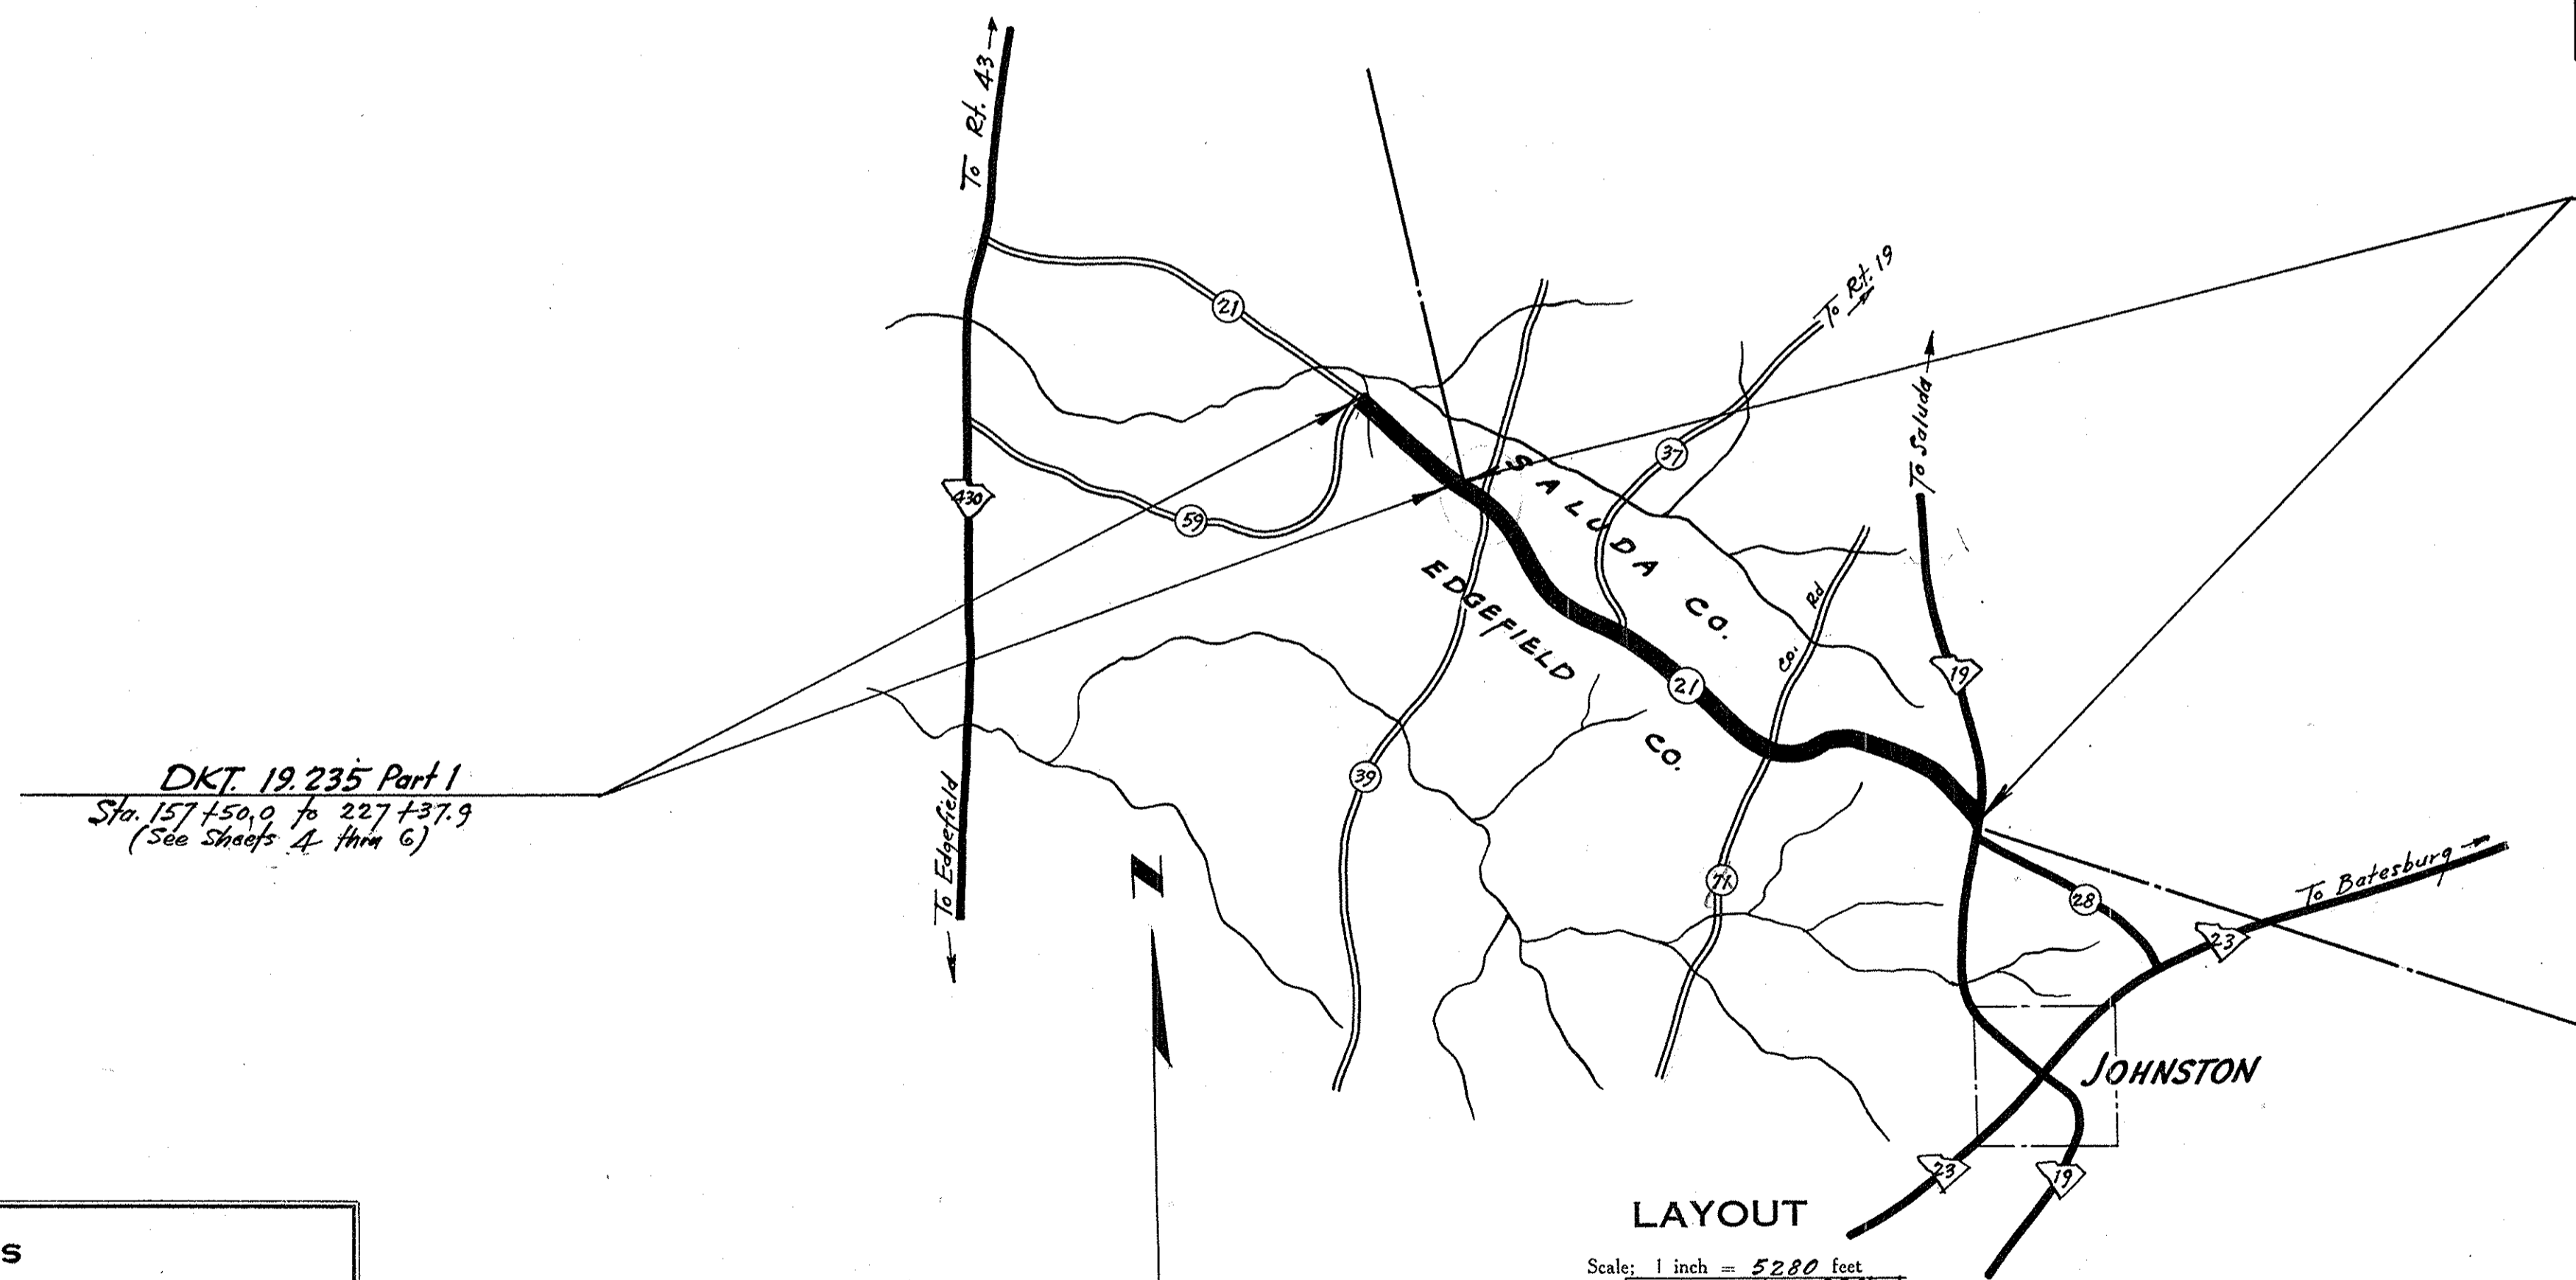 To Rt. 43
21
To Rt. 19
To Saluda
37
430
59
SALUDA CO.
EDGEFIELD CO.
Co. Rd
19
21
DKT. 19.235 Part 1
Sta. 157+50.0 to 227+37.9
(See Sheets 4 thru 6)
39
To Edgefield
N
71
28
To Batesburg
23
JOHNSTON
23
19
LAYOUT
Scale; 1 inch = 5280 feet
S